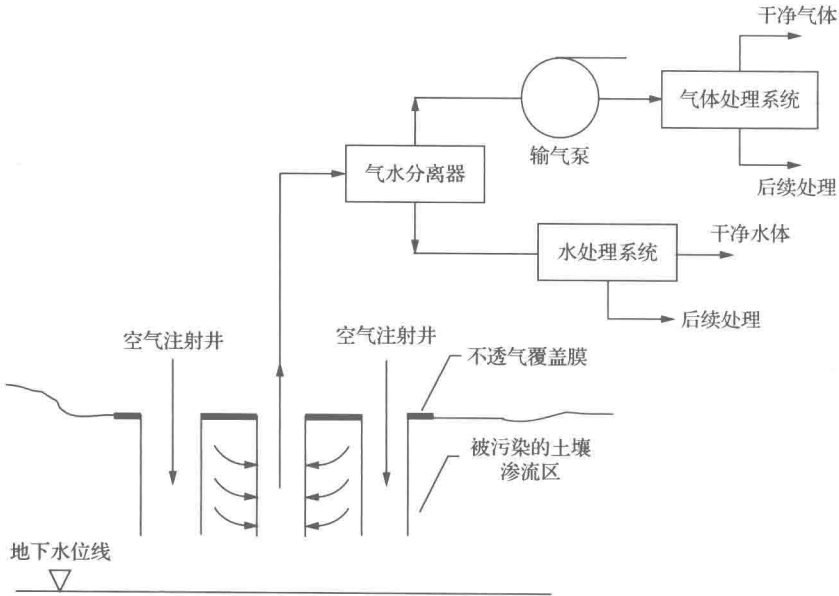 干净气体
气体处理系统
输气泵
后续处理
气水分离器
干净水体
水处理系统
后续处理
空气注射井
空气注射井
不透气覆盖膜
被污染的土壤
渗流区
地下水位线